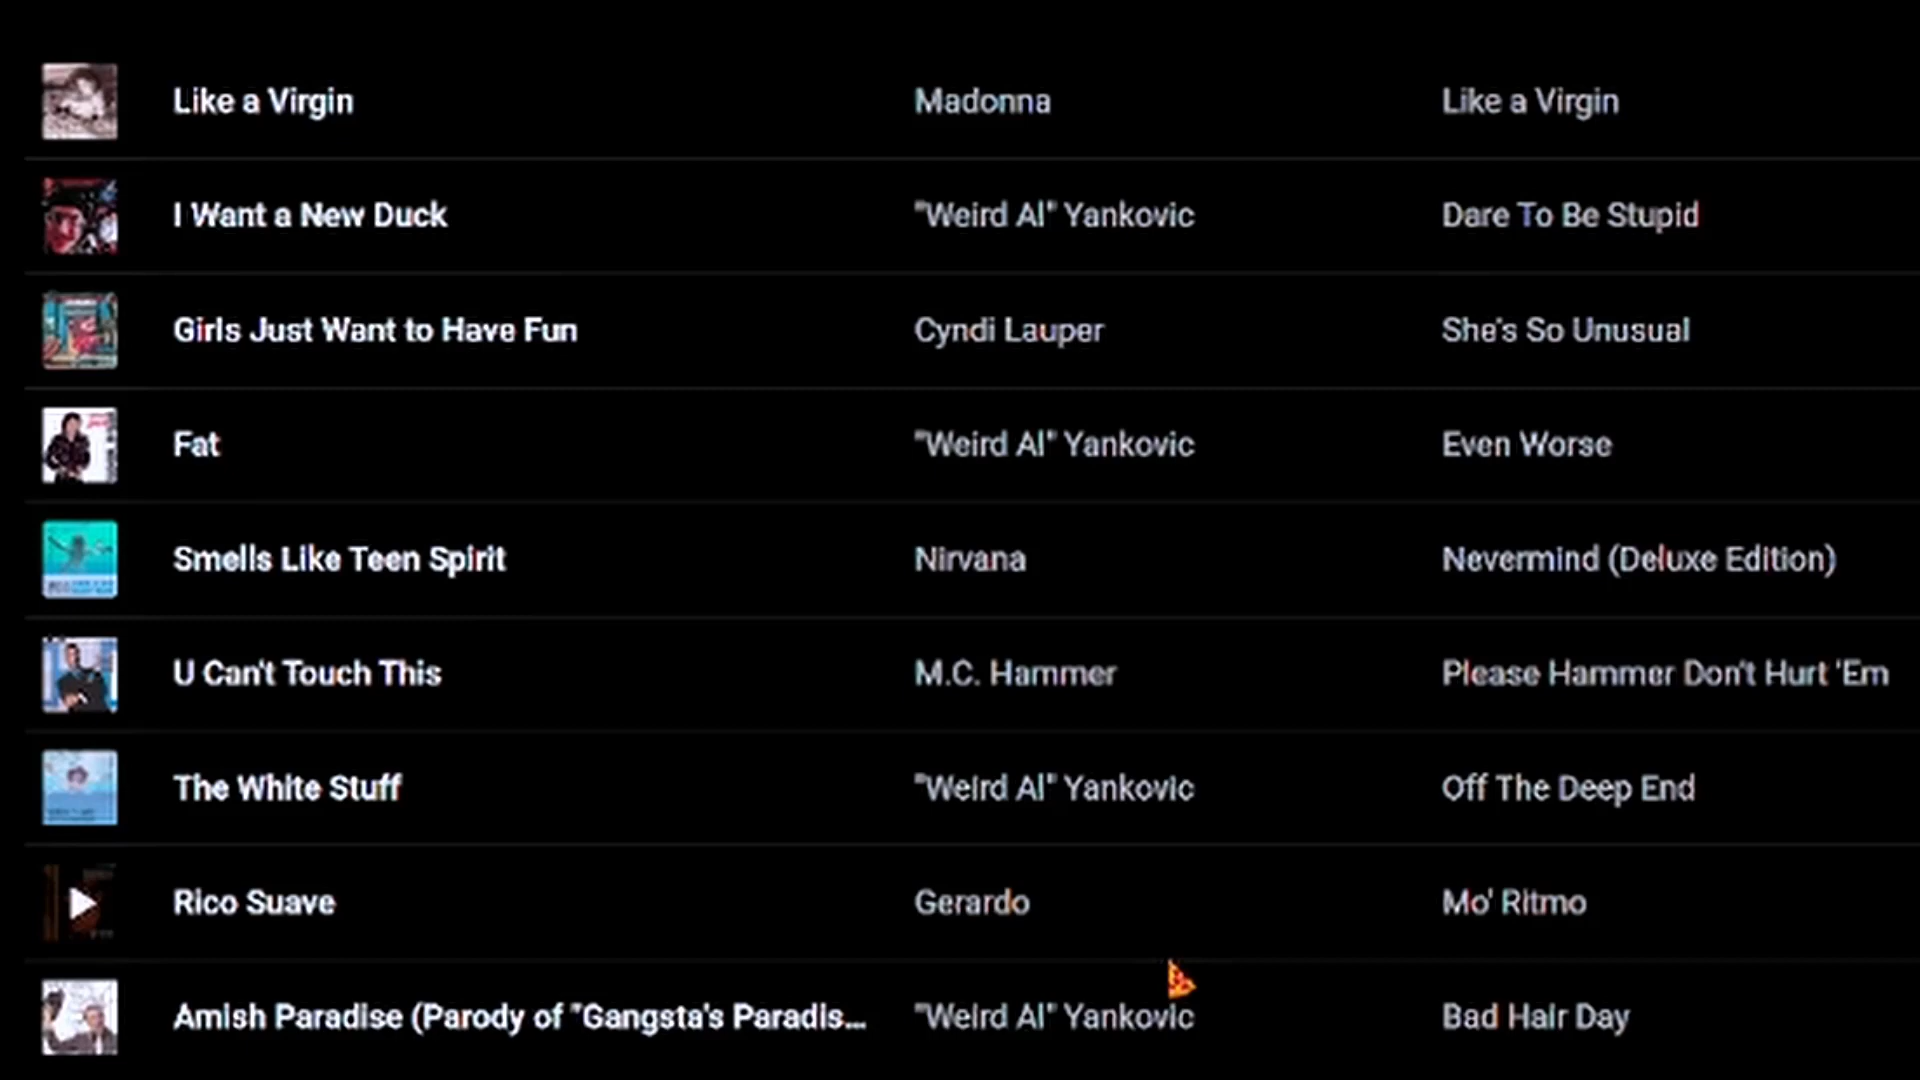 Like a Virgin Madonna Like a Virgin
I Want a New Duck "Weird Al" Yankovic Dare To Be Stupid
Girls Just Want to Have Fun Cyndi Lauper She's So Unusual
Fat "Weird Al" Yankovic Even Worse
Smells Like Teen Spirit Nirvana Nevermind (Deluxe Edition)
U Can't Touch This M.C. Hammer Please Hammer Don't Hurt 'Em
The White Stuff "Weird Al" Yankovic Off The Deep End
Rico Suave Gerardo Mo' Ritmo
Amish Paradise (Parody of "Gangsta's Paradis... "Weird Al" Yankovic Bad Hair Day